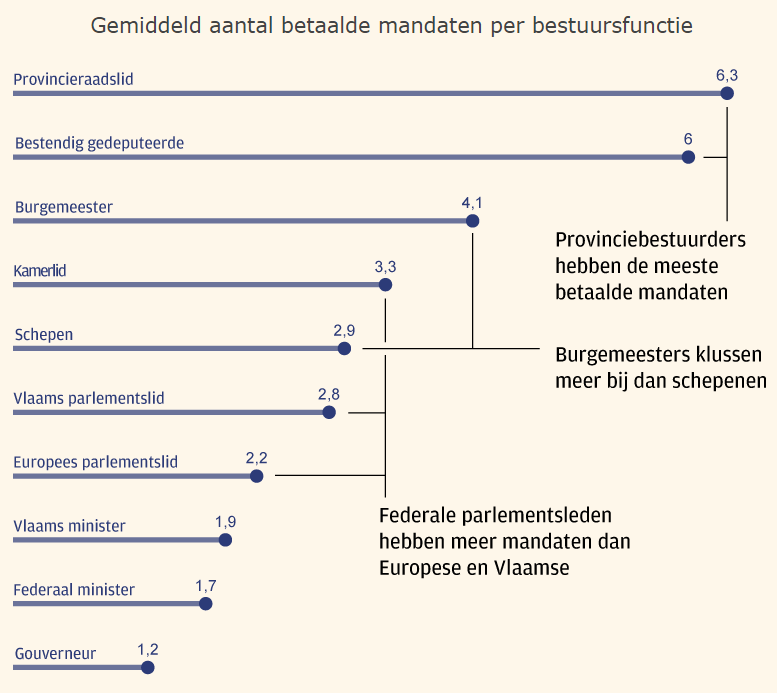 Gemiddeld aantal betaalde mandaten per bestuursfunctie
Provincieraadslid
6,3
Bestendig gedeputeerde
6
Burgemeester
4,1
Provinciebestuurders
hebben de meeste
betaalde mandaten
Kamerlid
3,3
Schepen
2,9
Burgemeesters klussen
meer bij dan schepenen
Vlaams parlementslid
2,8
Europees parlementslid
2,2
Federale parlementsleden
hebben meer mandaten dan
Europese en Vlaamse
Vlaams minister
1,9
Federaal minister
1,7
Gouverneur
1,2